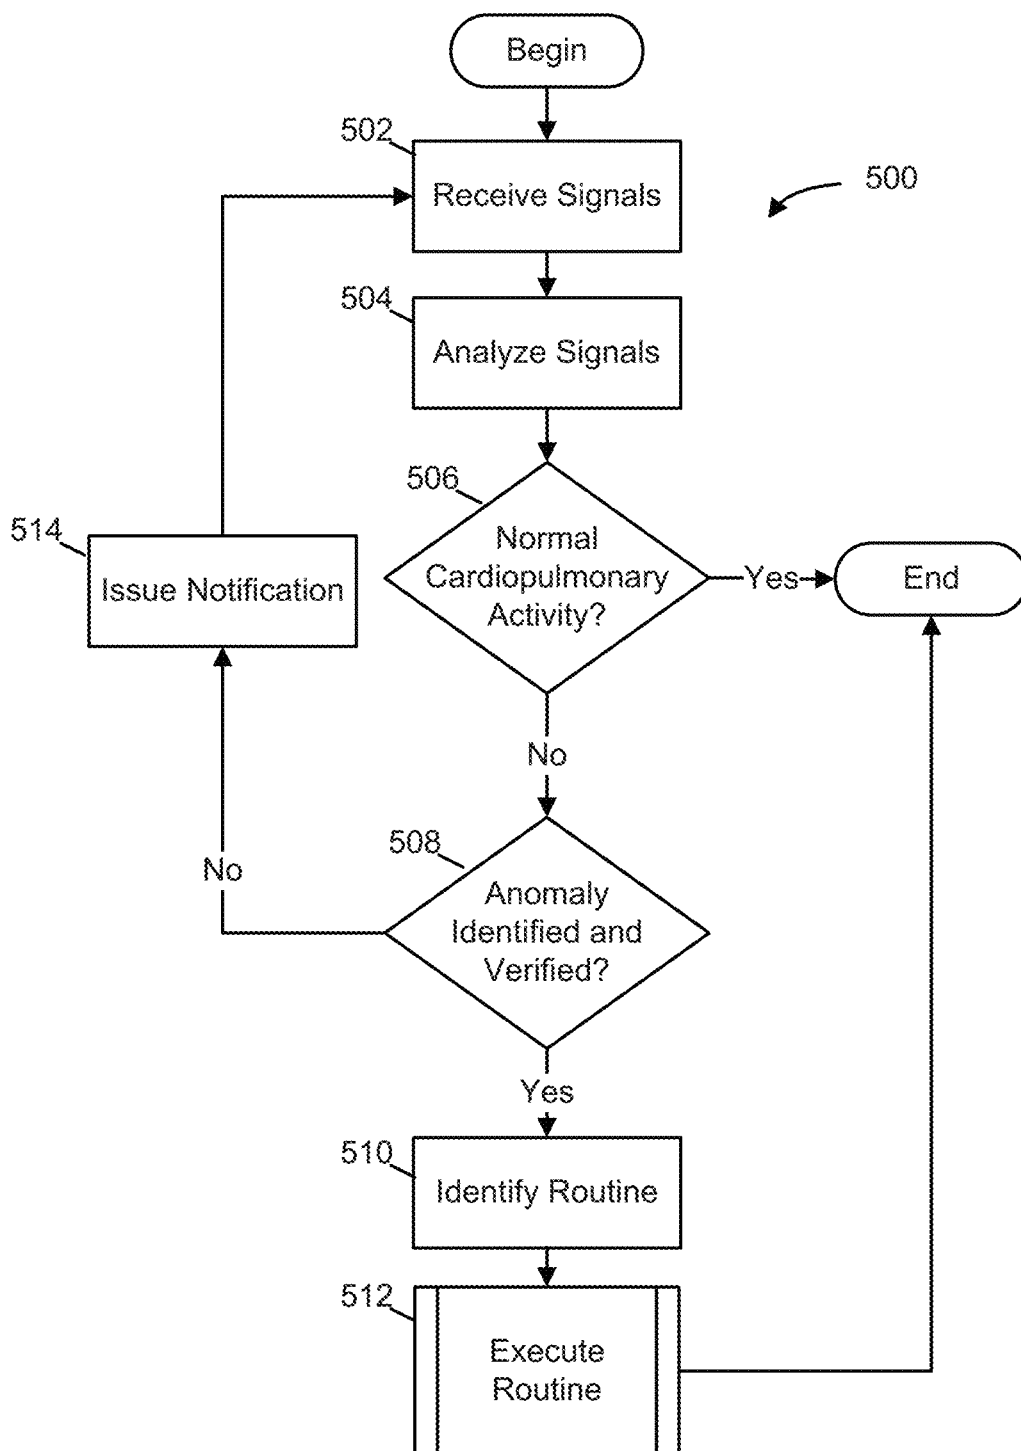 Begin
502
Receive Signals
500
504
Analyze Signals
506
Normal
Cardiopulmonary
Activity?
Yes
End
514
Issue Notification
No
508
Anomaly
Identified and
Verified?
No
Yes
510
Identify Routine
512
Execute
Routine